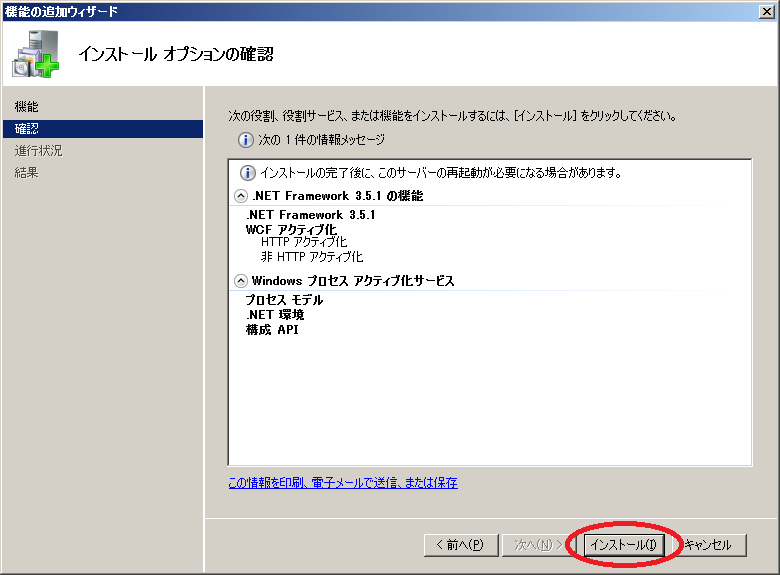 機能の追加ウィザード
インストール オプションの確認
機能
確認
進行状況
結果
次の役割、役割サービス、または機能をインストールするには、[インストール] をクリックしてください。
次の 1 件の情報メッセージ
インストールの完了後に、このサーバーの再起動が必要になる場合があります。
.NET Framework 3.5.1 の機能
.NET Framework 3.5.1
WCF アクティブ化
HTTP アクティブ化
非 HTTP アクティブ化
Windows プロセス アクティブ化サービス
プロセス モデル
.NET 環境
構成 API
この情報を印刷、電子メールで送信、または保存
< 前へ(P) 次へ(N) > インストール(I) キャンセル